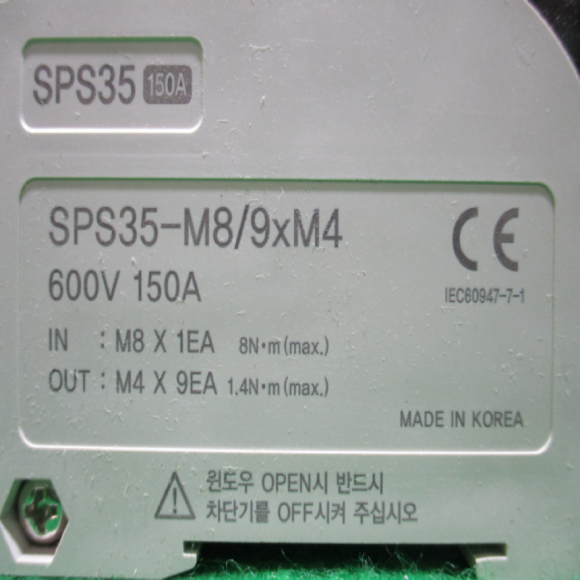 SPS35 150A
SPS35-M8/9xM4
600V 150A
CE
IEC60947-7-1
IN : M8 X 1EA 8N·m(max.)
OUT : M4 X 9EA 1.4N·m(max.)
MADE IN KOREA
윈도우 OPEN시 반드시
차단기를 OFF시켜 주십시오